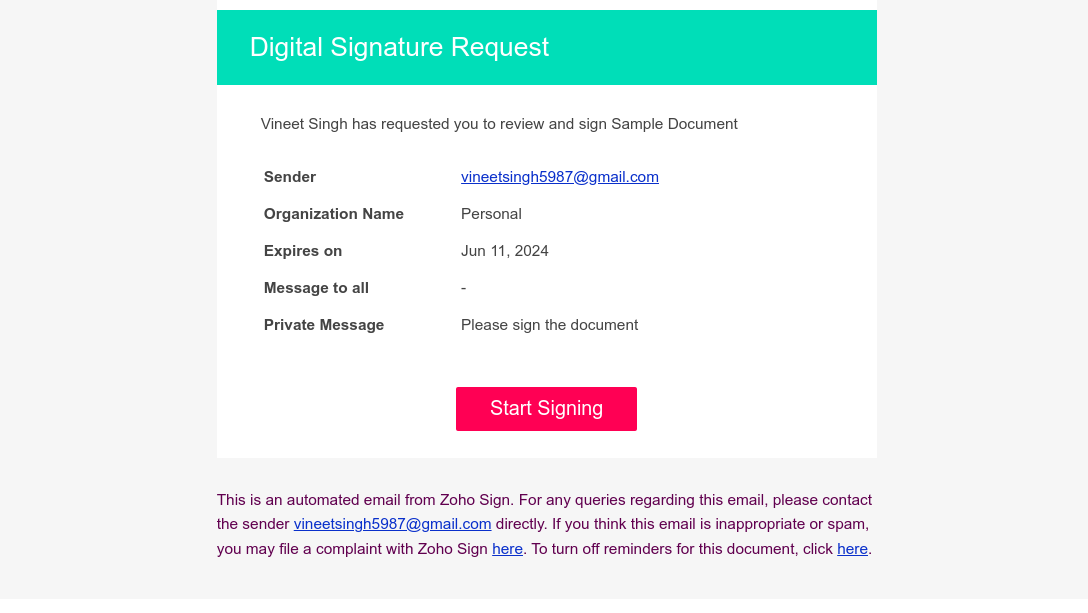 Digital Signature Request
Vineet Singh has requested you to review and sign Sample Document
Sender vineetsingh5987@gmail.com
Organization Name Personal
Expires on Jun 11, 2024
Message to all -
Private Message Please sign the document
Start Signing
This is an automated email from Zoho Sign. For any queries regarding this email, please contact
the sender vineetsingh5987@gmail.com directly. If you think this email is inappropriate or spam,
you may file a complaint with Zoho Sign here. To turn off reminders for this document, click here.